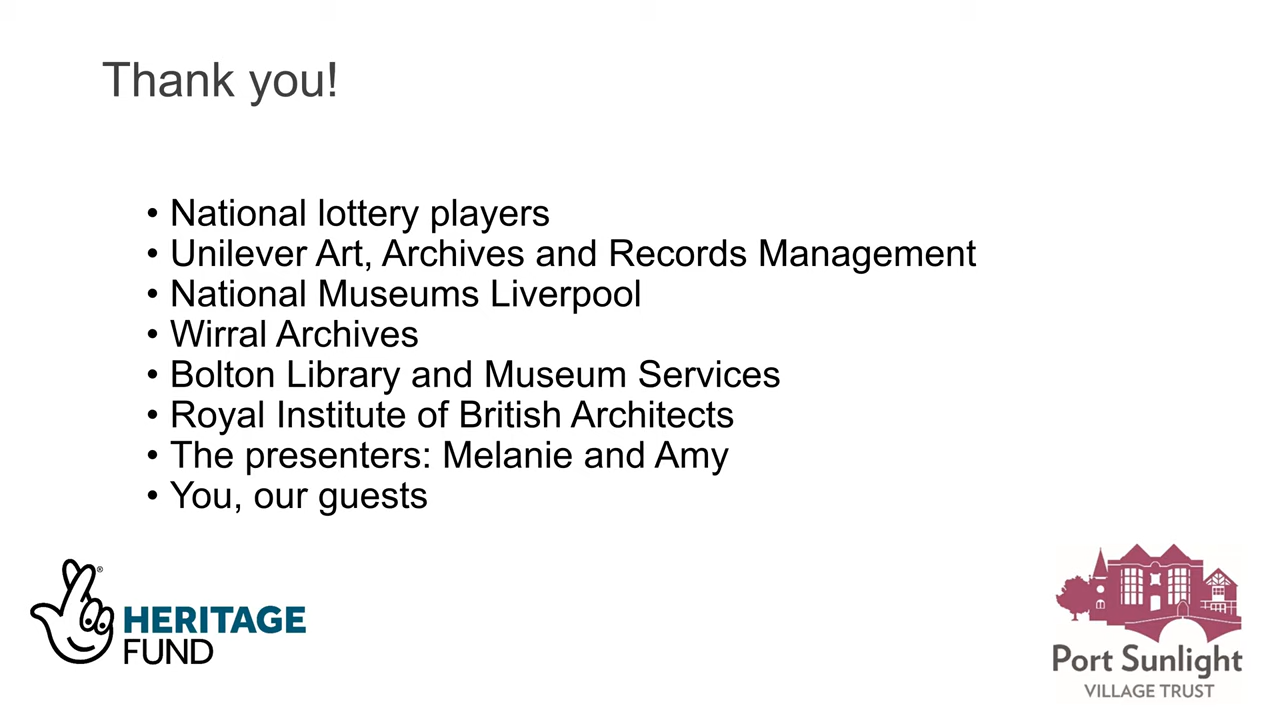 Thank you!
• National lottery players
• Unilever Art, Archives and Records Management
• National Museums Liverpool
• Wirral Archives
• Bolton Library and Museum Services
• Royal Institute of British Architects
• The presenters: Melanie and Amy
• You, our guests
®
HERITAGE
FUND
Port Sunlight
VILLAGE TRUST